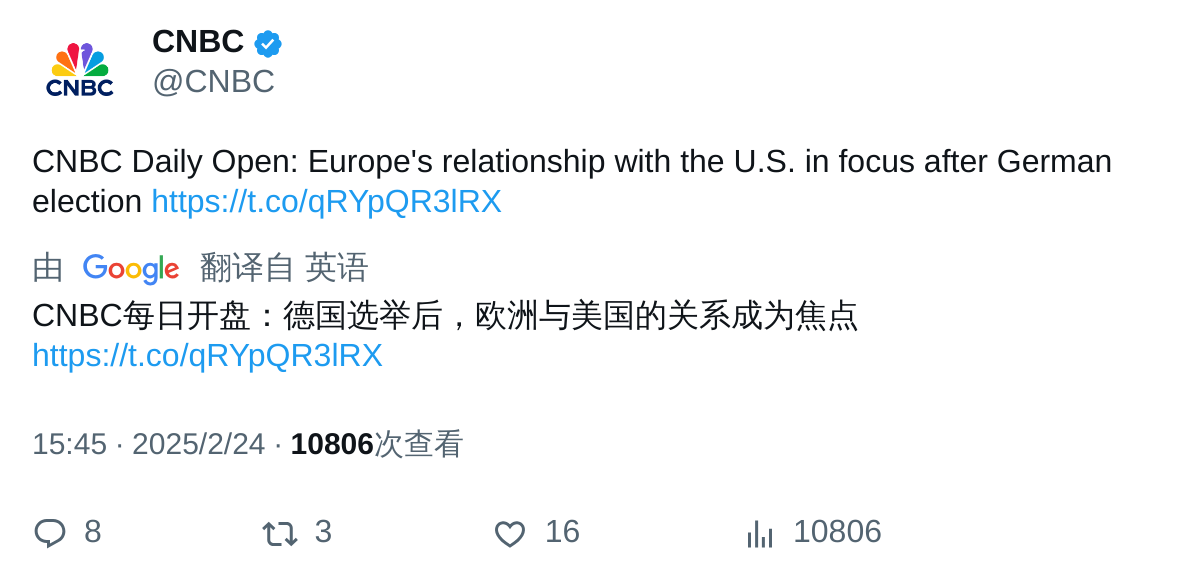 CNBC
CNBC
@CNBC
CNBC Daily Open: Europe's relationship with the U.S. in focus after German
election https://t.co/qRYpQR3lRX
由 Google 翻译自 英语
CNBC每日开盘：德国选举后，欧洲与美国的关系成为焦点
https://t.co/qRYpQR3lRX
15:45 · 2025/2/24 · 10806次查看
8 3 16 10806